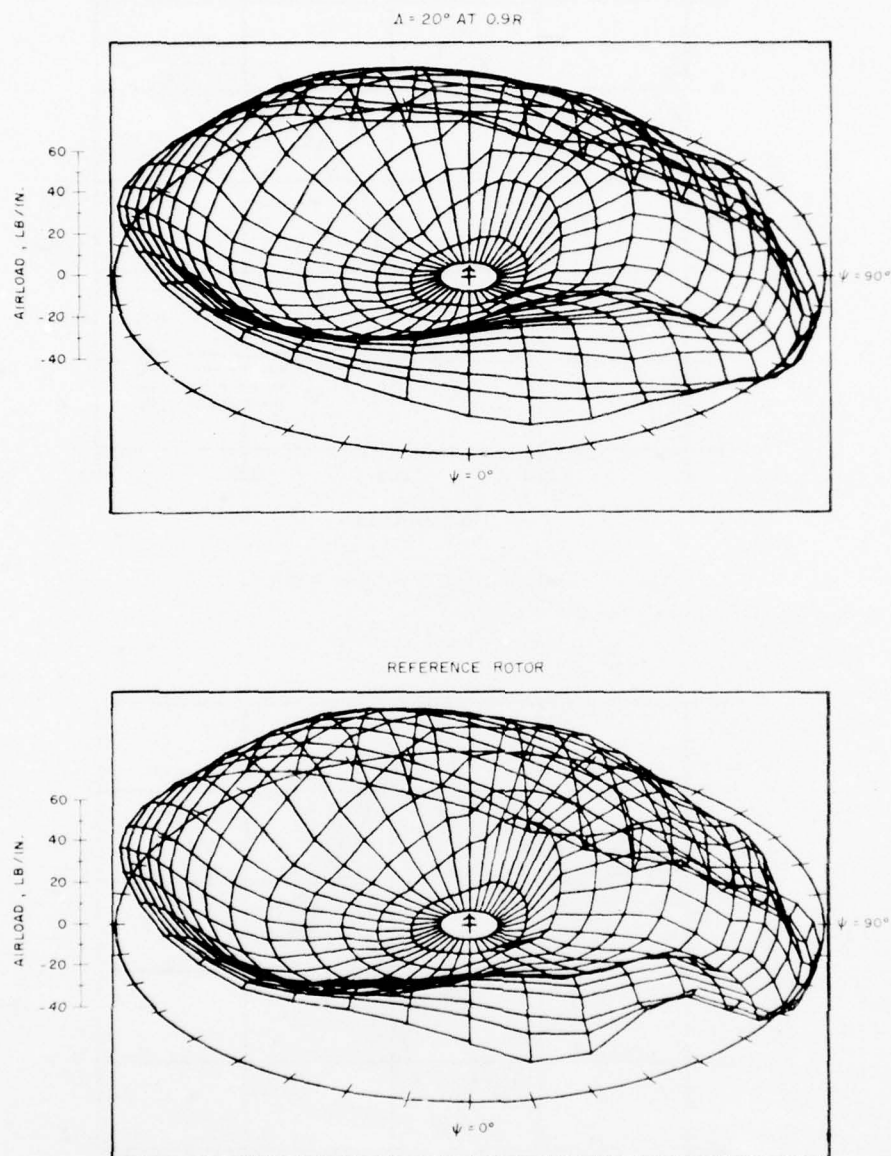 Λ = 20° AT 0.9R
AIRLOAD, LB/IN.
60
40
20
0
-20
-40
ψ = 90°
ψ = 0°
REFERENCE ROTOR
AIRLOAD, LB/IN.
60
40
20
0
-20
-40
ψ = 90°
ψ = 0°